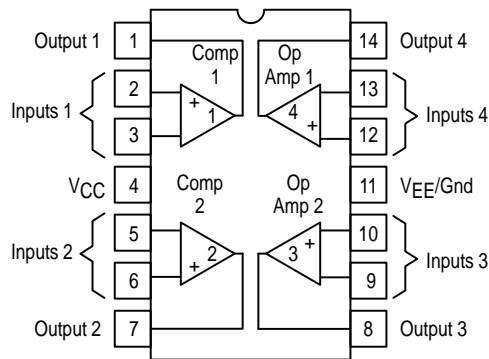 Output 1 1 Comp 1 Op Amp 1 14 Output 4
Inputs 1 2 + 1 4 13 Inputs 4
3 + 12
VCC 4 Comp 2 Op Amp 2 11 VEE/Gnd
Inputs 2 5 2 3 + 10 Inputs 3
6 + 9
Output 2 7 8 Output 3